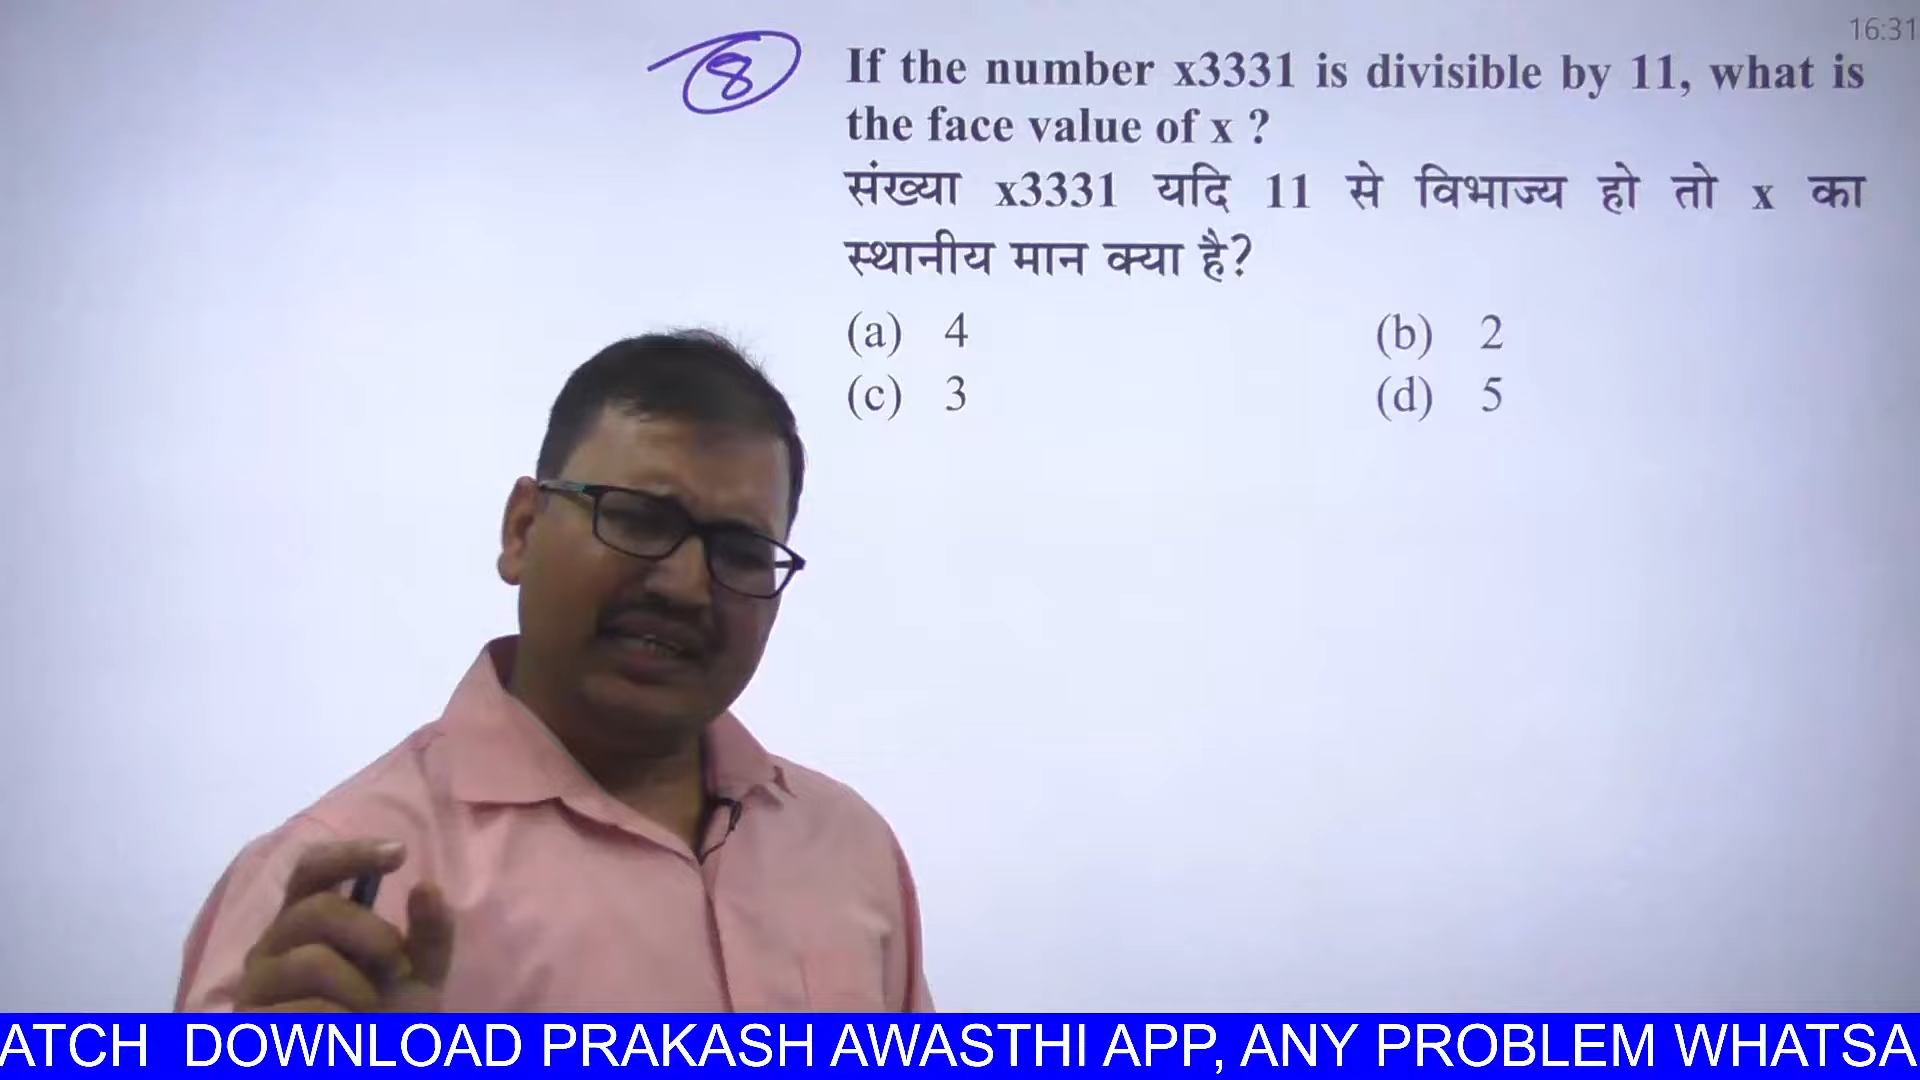 16:31
8 If the number x3331 is divisible by 11, what is
the face value of x ?
संख्या x3331 यदि 11 से विभाज्य हो तो x का
स्थानीय मान क्या है?
(a) 4 (b) 2
(c) 3 (d) 5
ATCH DOWNLOAD PRAKASH AWASTHI APP, ANY PROBLEM WHATSA